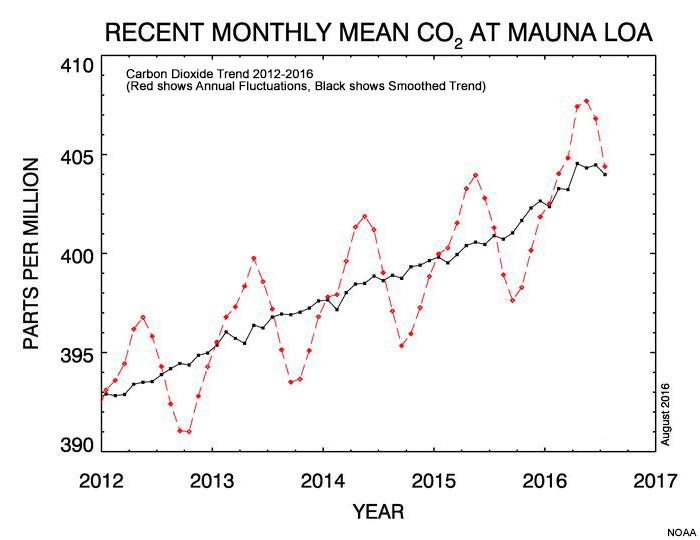 RECENT MONTHLY MEAN CO₂ AT MAUNA LOA
Carbon Dioxide Trend 2012-2016
(Red shows Annual Fluctuations, Black shows Smoothed Trend)
PARTS PER MILLION
410
405
400
395
390
2012 2013 2014 2015 2016 2017
YEAR
August 2016
NOAA